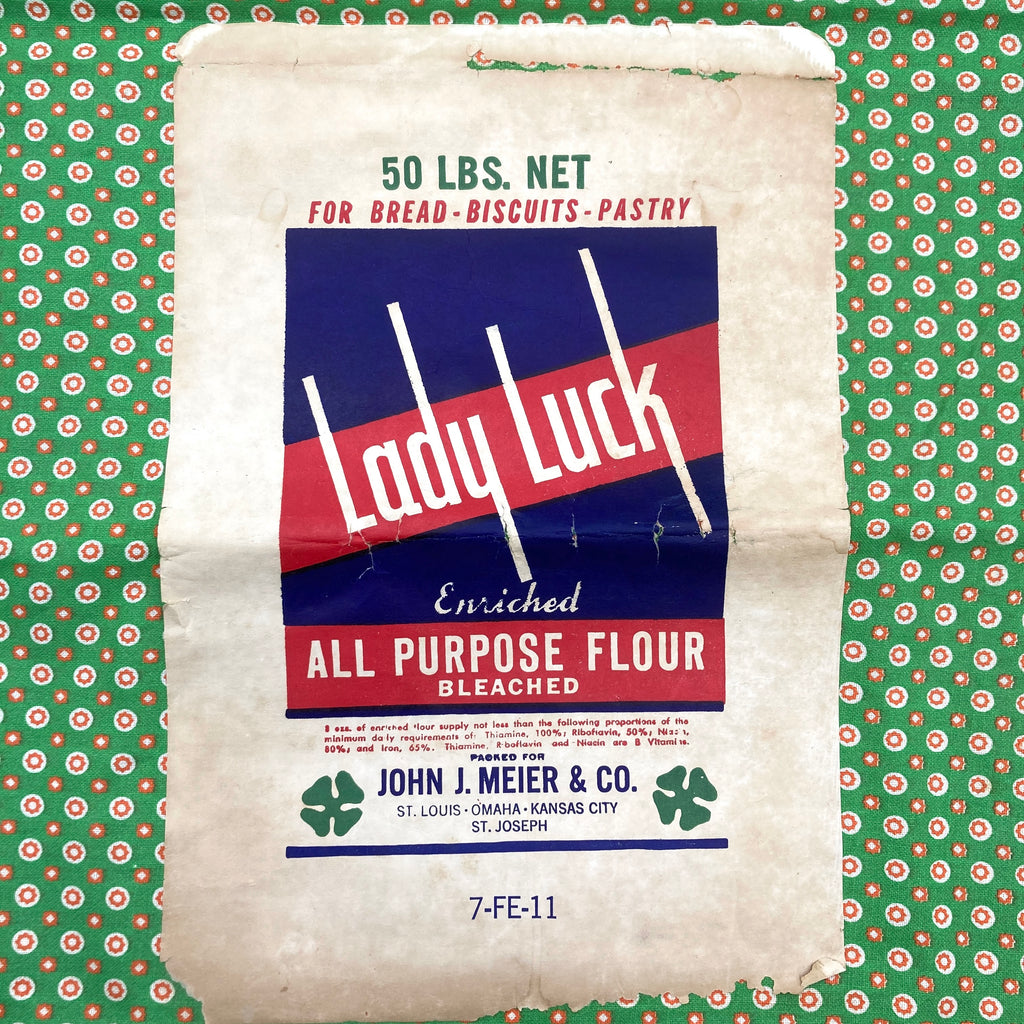 50 LBS. NET
FOR BREAD-BISCUITS-PASTRY
Lady Luck
Enriched
ALL PURPOSE FLOUR
BLEACHED
8 ozs. of enriched flour supply not less than the following proportions of the
minimum daily requirements of: Thiamine, 100%; Riboflavin, 50%; Niacin,
80%; and Iron, 65%. Thiamine, Riboflavin and Niacin are B Vitamins.
PACKED FOR
JOHN J. MEIER & CO.
ST. LOUIS · OMAHA · KANSAS CITY
ST. JOSEPH
7-FE-11